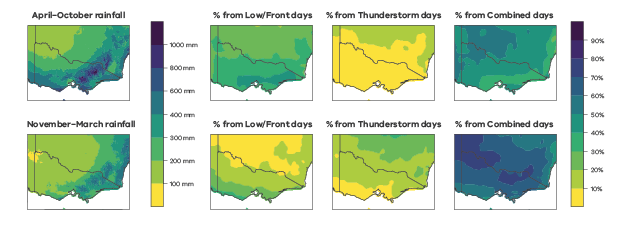 April–October rainfall
% from Low/Front days
% from Thunderstorm days
% from Combined days
1000 mm
800 mm
600 mm
400 mm
300 mm
200 mm
100 mm
90%
80%
70%
60%
50%
40%
30%
20%
10%
November–March rainfall
% from Low/Front days
% from Thunderstorm days
% from Combined days